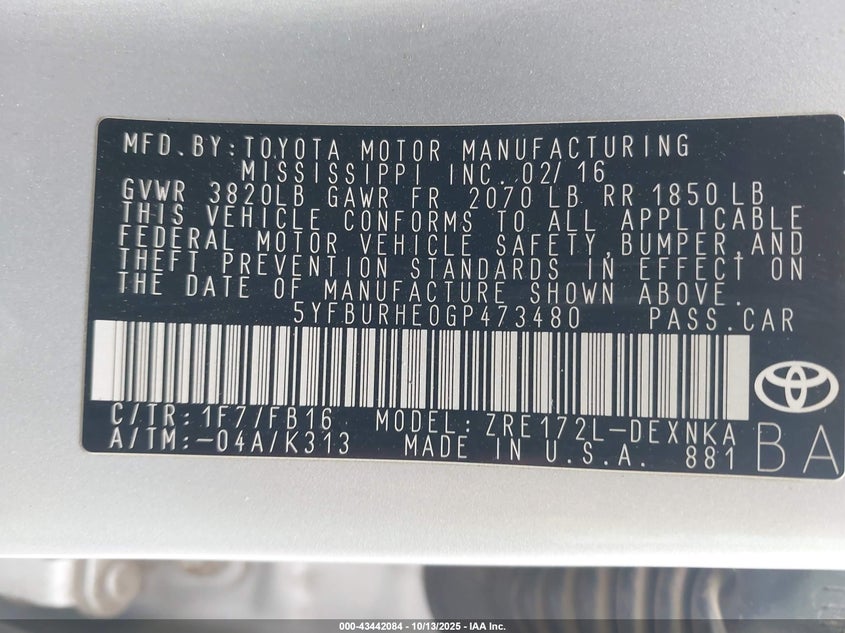 MFD.BY:TOYOTA MOTOR MANUFACTURING
MISSISSIPPI INC. 02/16
GVWR 3820LB GAWR FR 2070 LB RR 1850 LB
THIS VEHICLE CONFORMS TO ALL APPLICABLE
FEDERAL MOTOR VEHICLE SAFETY,BUMPER,AND
THEFT PREVENTION STANDARDS IN EFFECT ON
THE DATE OF MANUFACTURE SHOWN ABOVE.
5YFBURHE0GP473480 PASS.CAR
C/TR:1F7/FB16 MODEL:ZRE172L-DEXNKA
A/TM:-04A/K313 MADE IN U.S.A. 881 BA
000-43442084 | 10/13/2025 - IAA Inc.